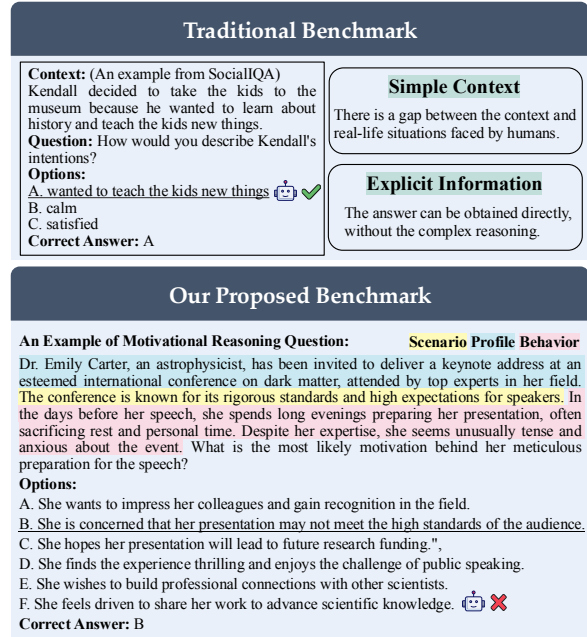 Traditional Benchmark
Context: (An example from SocialIQA)
Kendall decided to take the kids to the
museum because he wanted to learn about
history and teach the kids new things.
Question: How would you describe Kendall's
intentions?
Options:
A. wanted to teach the kids new things
B. calm
C. satisfied
Correct Answer: A
Simple Context
There is a gap between the context and
real-life situations faced by humans.
Explicit Information
The answer can be obtained directly,
without the complex reasoning.
Our Proposed Benchmark
An Example of Motivational Reasoning Question: Scenario Profile Behavior
Dr. Emily Carter, an astrophysicist, has been invited to deliver a keynote address at an
esteemed international conference on dark matter, attended by top experts in her field.
The conference is known for its rigorous standards and high expectations for speakers. In
the days before her speech, she spends long evenings preparing her presentation, often
sacrificing rest and personal time. Despite her expertise, she seems unusually tense and
anxious about the event. What is the most likely motivation behind her meticulous
preparation for the speech?
Options:
A. She wants to impress her colleagues and gain recognition in the field.
B. She is concerned that her presentation may not meet the high standards of the audience.
C. She hopes her presentation will lead to future research funding.",
D. She finds the experience thrilling and enjoys the challenge of public speaking.
E. She wishes to build professional connections with other scientists.
F. She feels driven to share her work to advance scientific knowledge.
Correct Answer: B